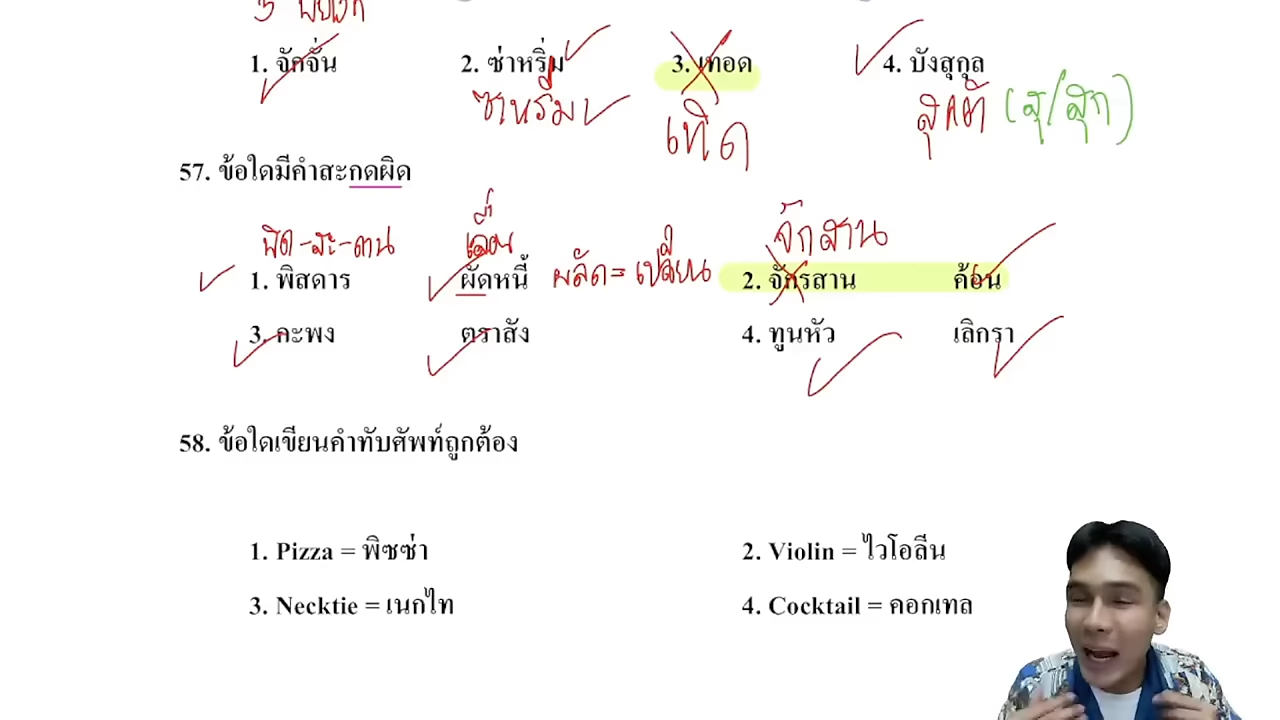 1. จักจั่น 2. ซ่าหริ่ม 3. เทอด 4. บังสุกุล
ซาหริ่ม เทิด สุคต (สุ/สุก)
57. ข้อใดมีคำสะกดผิด
พิด-สะ-ดาน เลื่อน ผลัด = เปลี่ยน จักสาน
1. พิสดาร ผัดหนี้ 2. จักรสาน ค้อน
3. กะพง ตราสัง 4. ทูนหัว เลิกรา
58. ข้อใดเขียนคำทับศัพท์ถูกต้อง
1. Pizza = พิซซ่า 2. Violin = ไวโอลีน
3. Necktie = เนกไท 4. Cocktail = คอกเทล